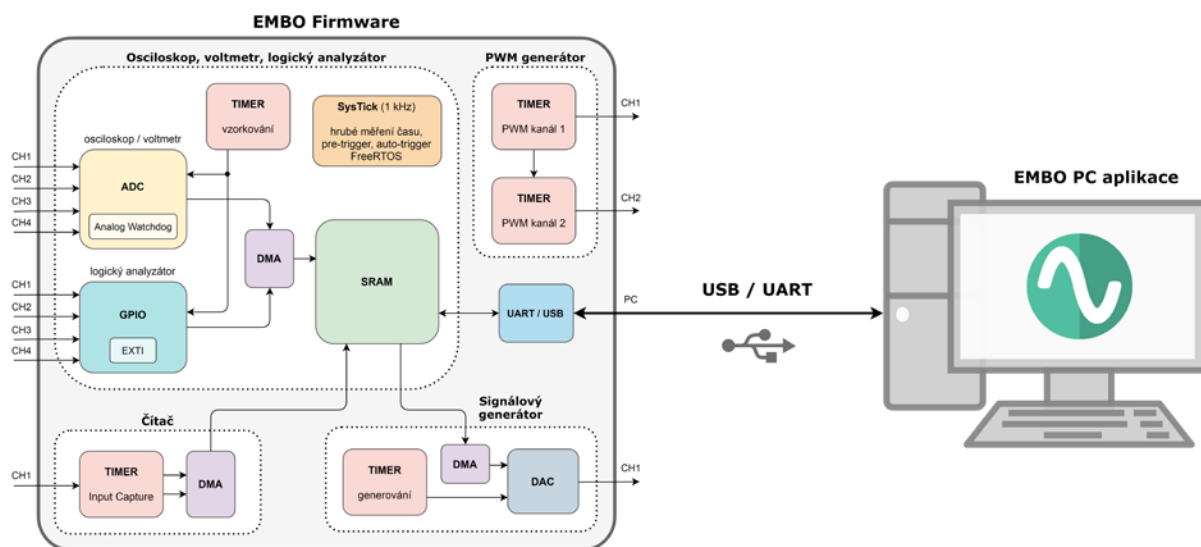 EMBO Firmware
Osciloskop, voltmetr, logický analyzátor
TIMER
vzorkování
SysTick (1 kHz)
hrubé měření času,
pre-trigger, auto-trigger
FreeRTOS
osciloskop / voltmetr
CH1
CH2
CH3
CH4
ADC
Analog Watchdog
DMA
SRAM
logický analyzátor
CH1
CH2
CH3
CH4
GPIO
EXTI
PWM generátor
TIMER
PWM kanál 1
CH1
TIMER
PWM kanál 2
CH2
UART / USB
PC
USB / UART
EMBO PC aplikace
Čítač
CH1
TIMER
Input Capture
DMA
Signálový
generátor
TIMER
generování
DMA
DAC
CH1